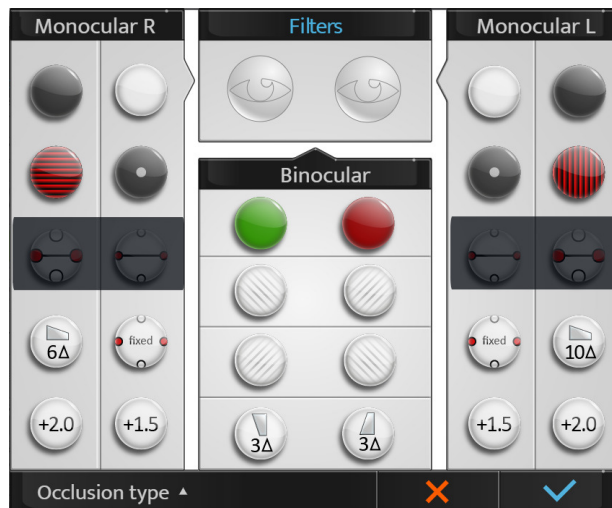 Monocular R
Filters
Monocular L
Binocular
6Δ
fixed
fixed
10Δ
+2.0
+1.5
3Δ
3Δ
+1.5
+2.0
Occlusion type